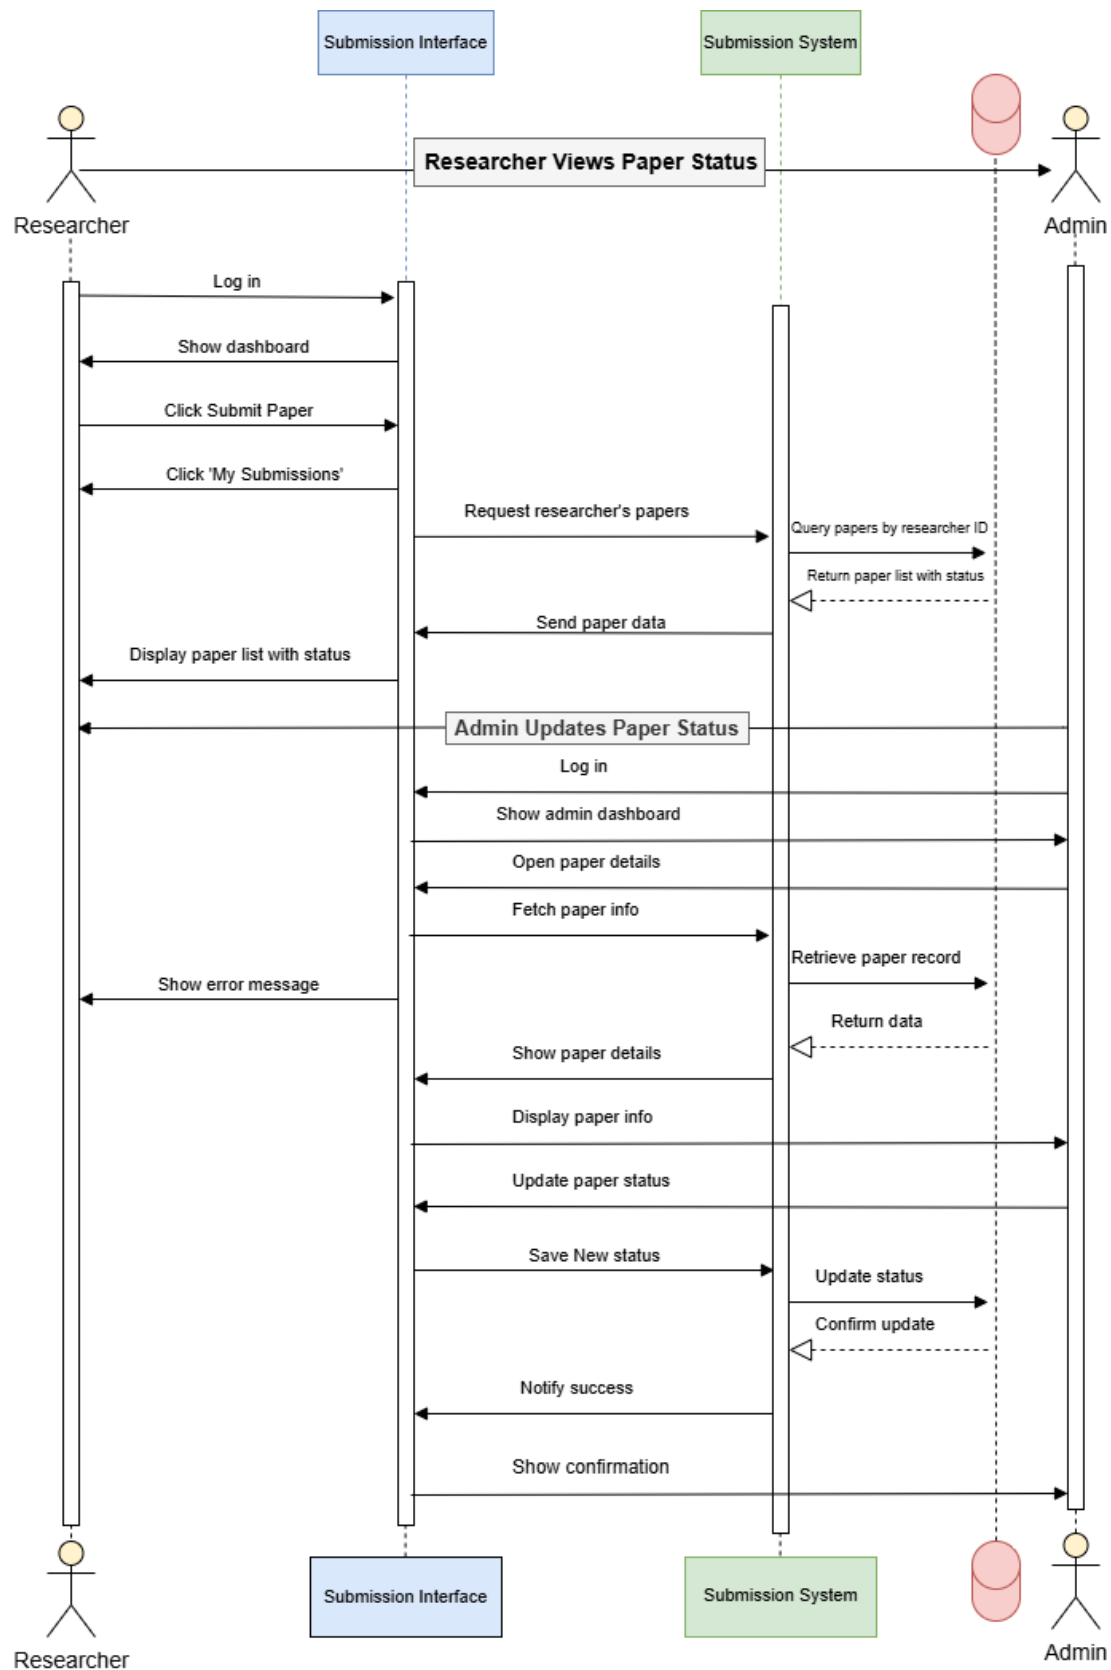 Submission Interface
Submission System
Researcher Views Paper Status
Researcher
Admin
Log in
Show dashboard
Click Submit Paper
Click 'My Submissions'
Request researcher's papers
Query papers by researcher ID
Return paper list with status
Send paper data
Display paper list with status
Admin Updates Paper Status
Log in
Show admin dashboard
Open paper details
Fetch paper info
Retrieve paper record
Show error message
Return data
Show paper details
Display paper info
Update paper status
Save New status
Update status
Confirm update
Notify success
Show confirmation
Submission Interface
Submission System
Researcher
Admin